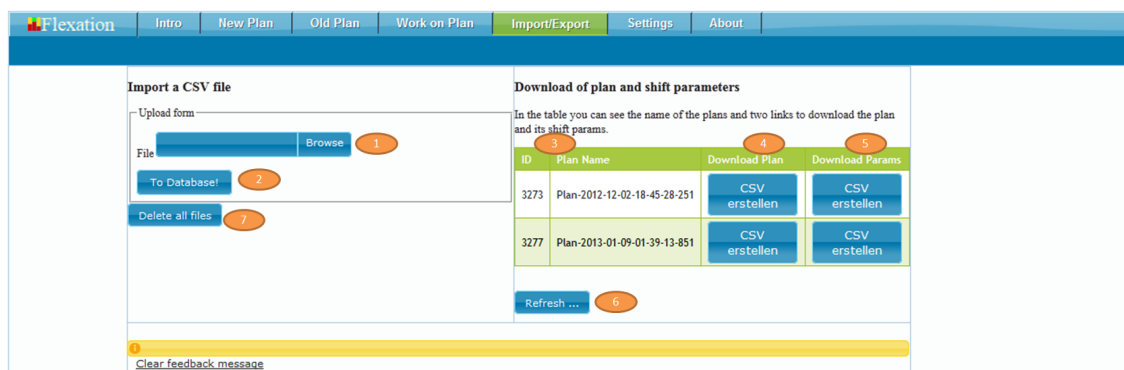 Flexation
Intro
New Plan
Old Plan
Work on Plan
Import/Export
Settings
About
Import a CSV file
Upload form
File
Browse
1
To Database!
2
Delete all files
7
Download of plan and shift parameters
In the table you can see the name of the plans and two links to download the plan
and its shift params.
3
4
5
ID Plan Name Download Plan Download Params
3273 Plan-2012-12-02-18-45-28-251 CSV erstellen CSV erstellen
3277 Plan-2013-01-09-01-39-13-851 CSV erstellen CSV erstellen
Refresh ...
6
Clear feedback message